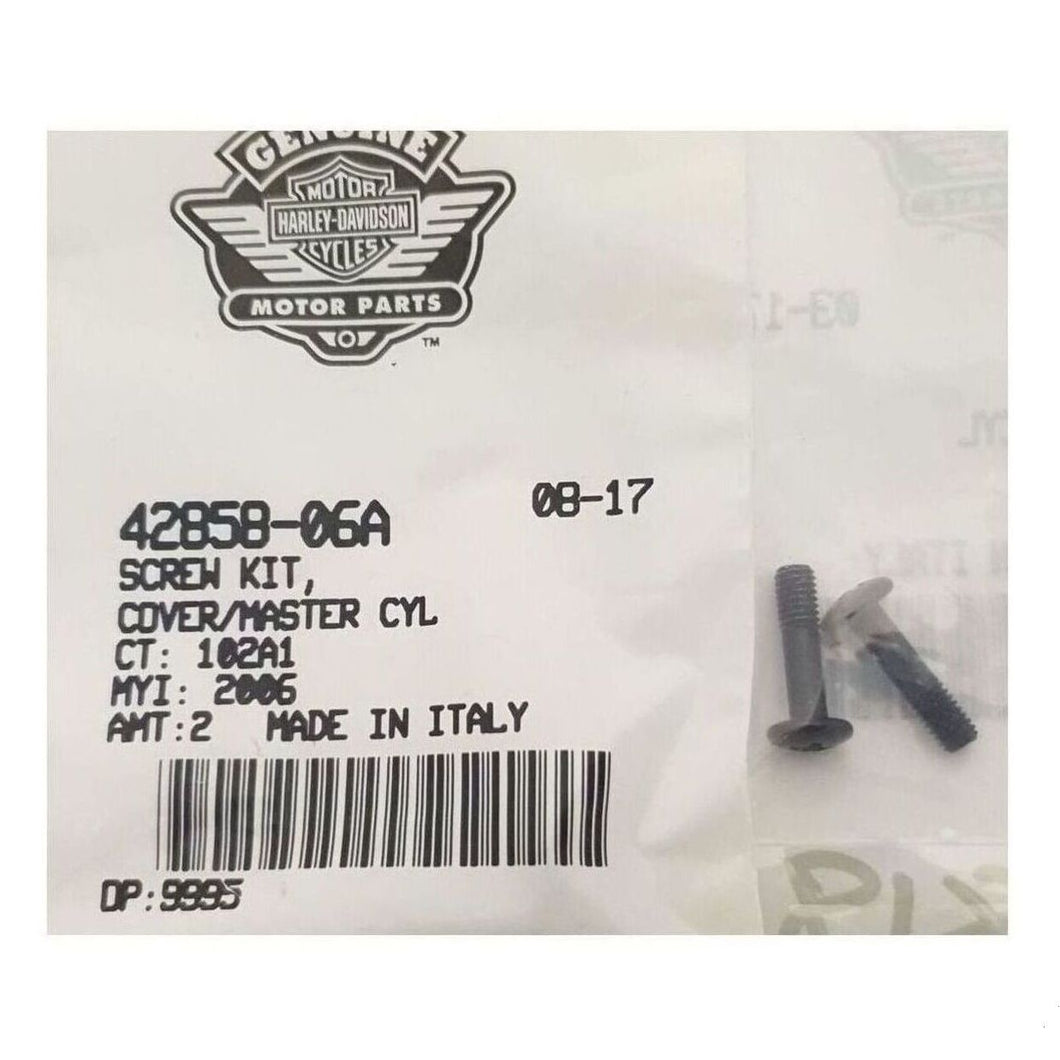 GENUINE
MOTOR
HARLEY-DAVIDSON
CYCLES
MOTOR PARTS
TM
42858-06A 08-17
SCREW KIT,
COVER/MASTER CYL
CT: 102A1
MYI: 2006
AMT:2 MADE IN ITALY
DP:9995